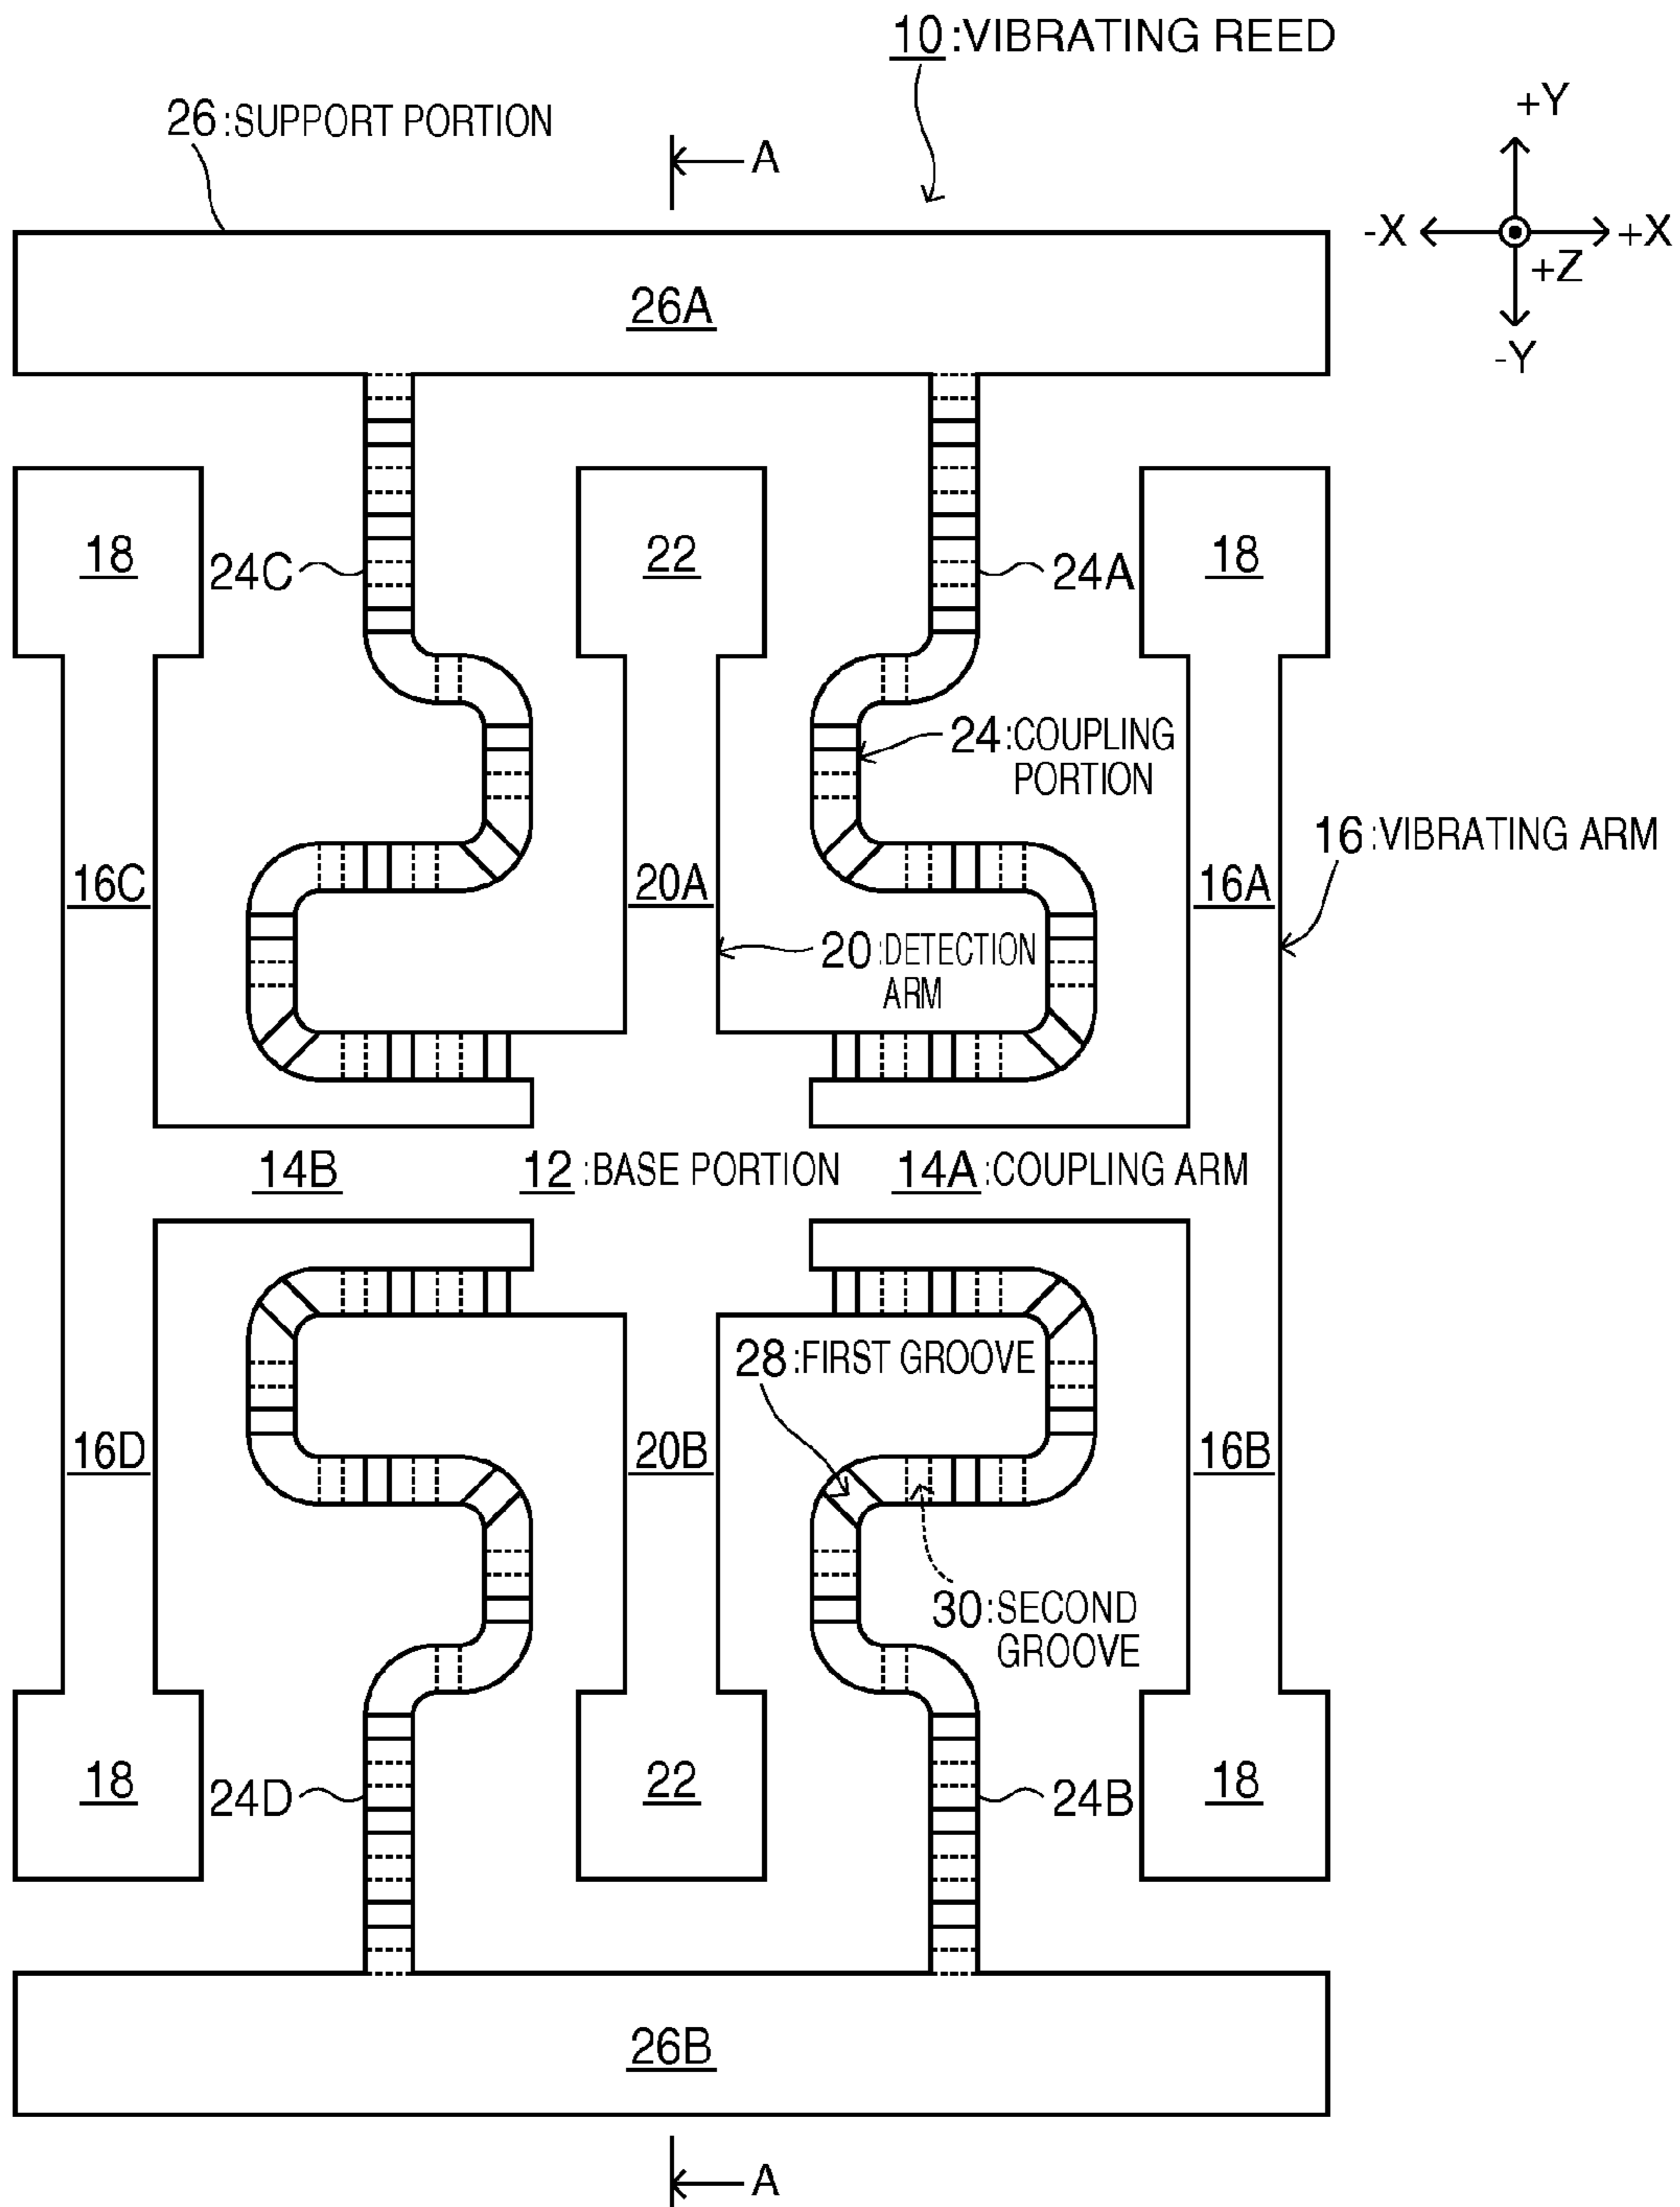 10:VIBRATING REED
26:SUPPORT PORTION
A
+Y
-X
+X
+Z
-Y
26A
18
24C
22
24A
18
24:COUPLING
PORTION
16:VIBRATING ARM
16C
20A
16A
20:DETECTION
ARM
14B
12:BASE PORTION
14A:COUPLING ARM
28:FIRST GROOVE
16D
20B
16B
30:SECOND
GROOVE
18
24D
22
24B
18
26B
A